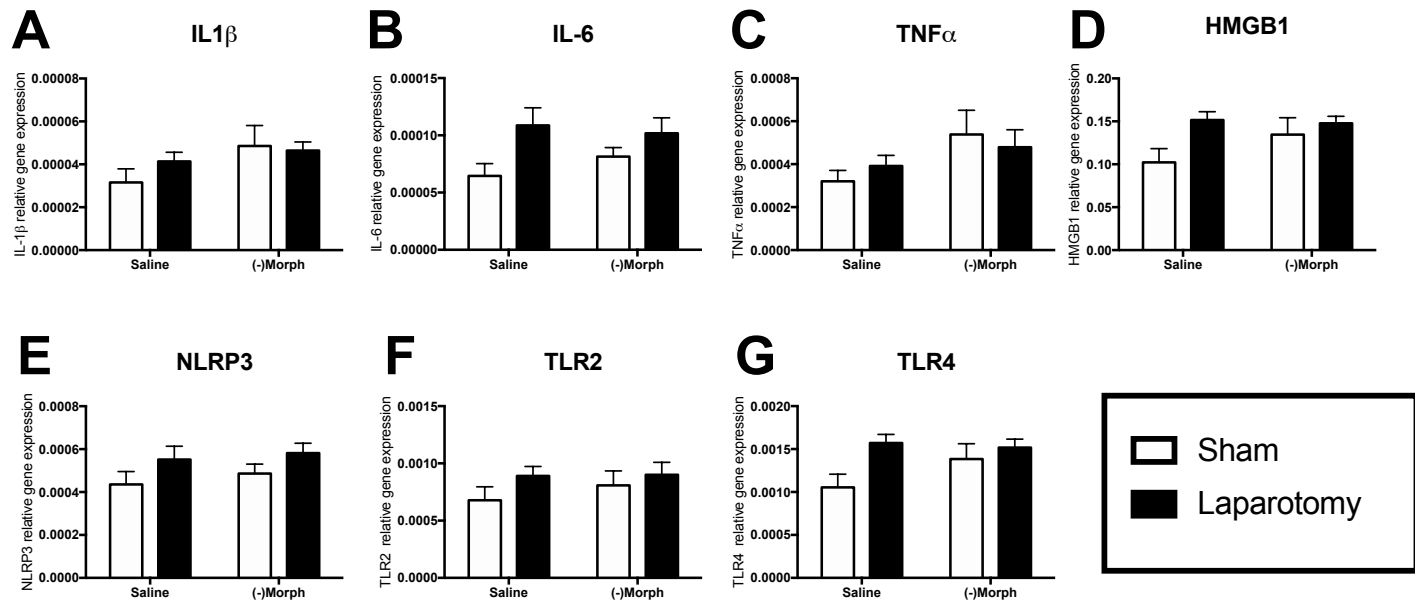 A
IL1β
IL-1β relative gene expression
0.00008
0.00006
0.00004
0.00002
0.00000
Saline
(-)Morph
B
IL-6
IL-6 relative gene expression
0.00015
0.00010
0.00005
0.00000
Saline
(-)Morph
C
TNFα
TNFα relative gene expression
0.0008
0.0006
0.0004
0.0002
0.0000
Saline
(-)Morph
D
HMGB1
HMGB1 relative gene expression
0.20
0.15
0.10
0.05
0.00
Saline
(-)Morph
E
NLRP3
NLRP3 relative gene expression
0.0008
0.0006
0.0004
0.0002
0.0000
Saline
(-)Morph
F
TLR2
TLR2 relative gene expression
0.0015
0.0010
0.0005
0.0000
Saline
(-)Morph
G
TLR4
TLR4 relative gene expression
0.0020
0.0015
0.0010
0.0005
0.0000
Saline
(-)Morph
Sham
Laparotomy